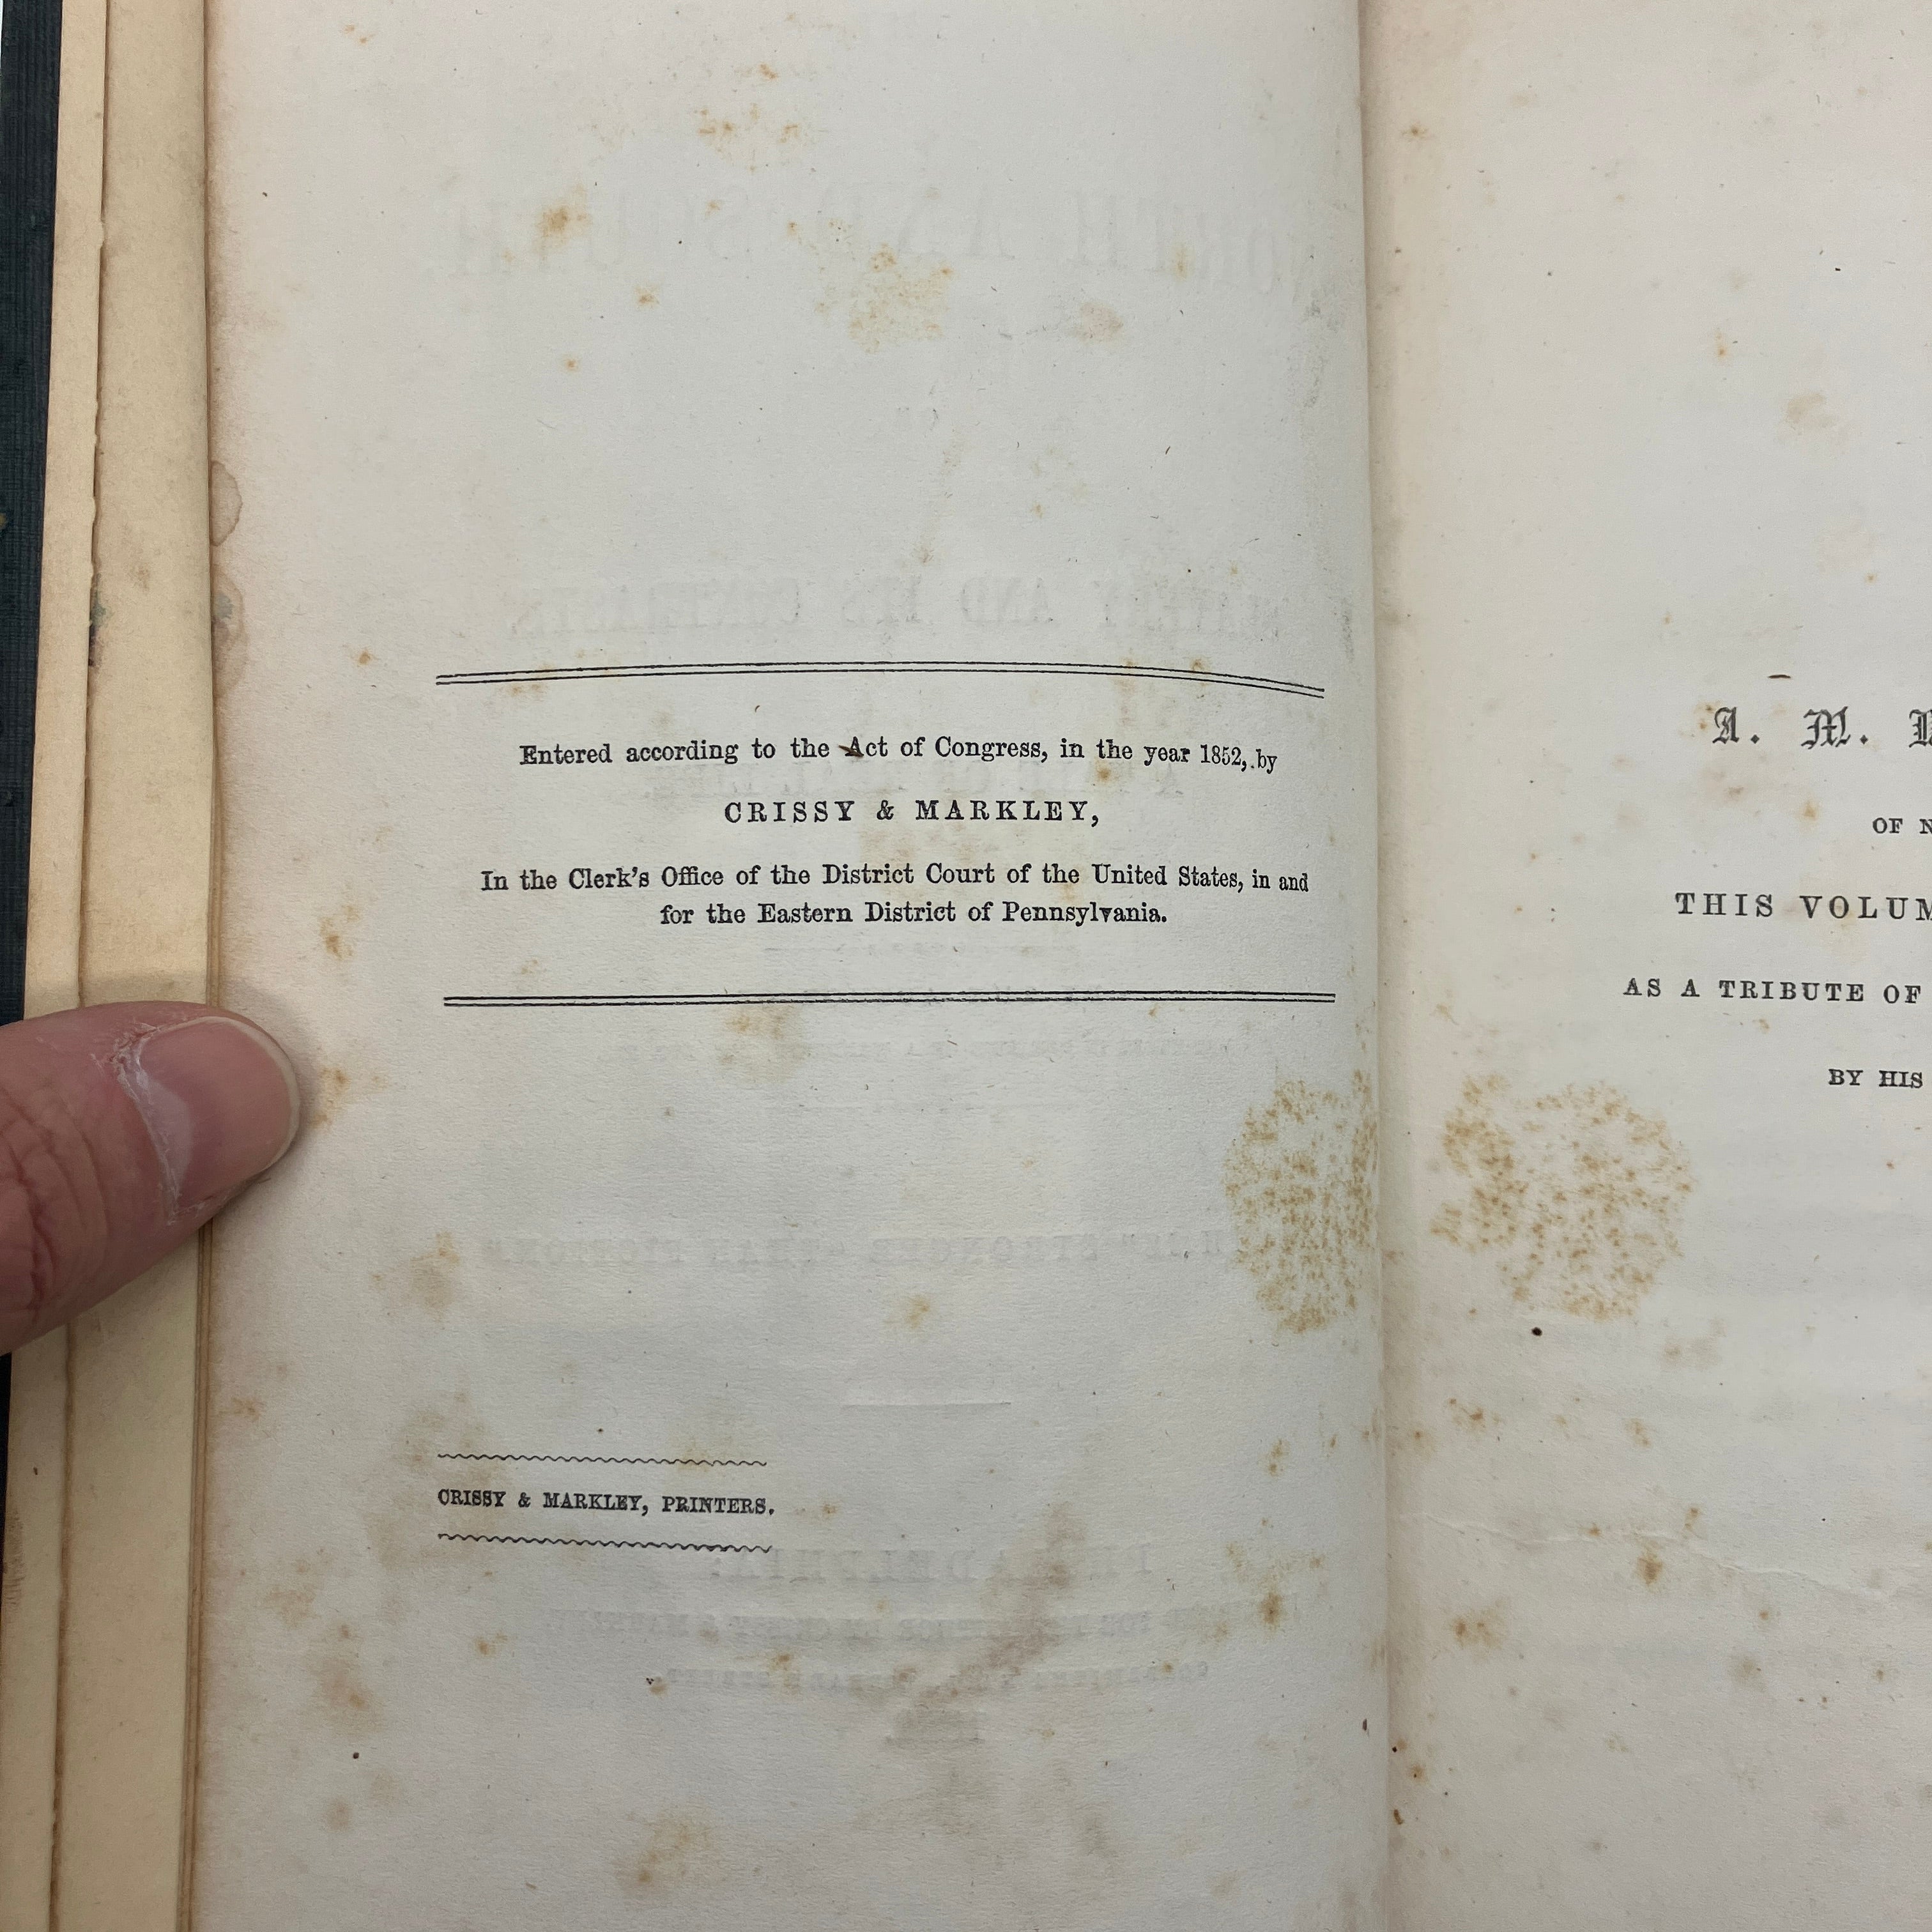 Entered according to the Act of Congress, in the year 1852, by
CRISSY & MARKLEY,
In the Clerk's Office of the District Court of the United States, in and
for the Eastern District of Pennsylvania.
CRISSY & MARKLEY, PRINTERS.
A. M.
OF
THIS VOLUM
AS A TRIBUTE OF
BY HIS